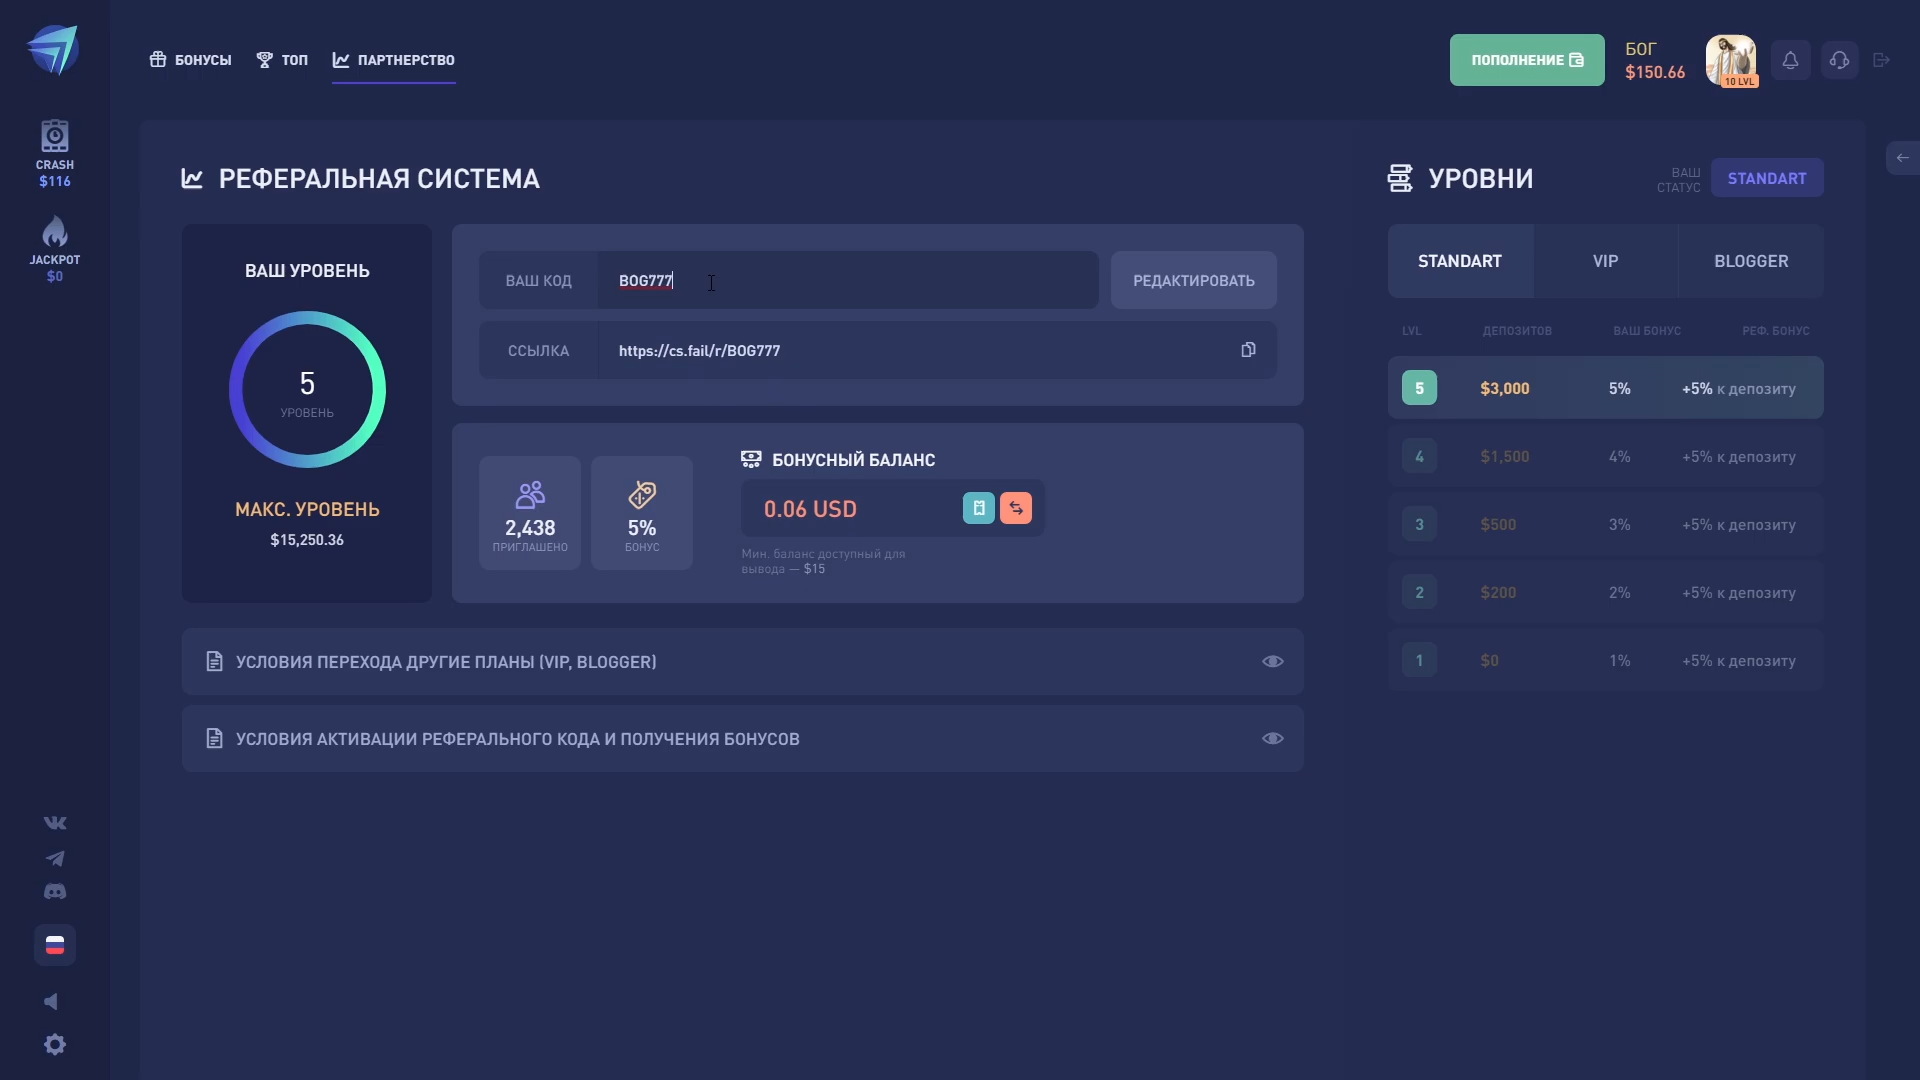 БОНУСЫ
ТОП
ПАРТНЕРСТВО
ПОПОЛНЕНИЕ
БОГ
$150.66
10 LVL
CRASH
$116
JACKPOT
$0
РЕФЕРАЛЬНАЯ СИСТЕМА
ВАШ УРОВЕНЬ
5
УРОВЕНЬ
МАКС. УРОВЕНЬ
$15,250.36
ВАШ КОД
BOG777
РЕДАКТИРОВАТЬ
ССЫЛКА
https://cs.fail/r/BOG777
2,438
ПРИГЛАШЕНО
5%
БОНУС
БОНУСНЫЙ БАЛАНС
0.06 USD
Мин. баланс доступный для
вывода — $15
УСЛОВИЯ ПЕРЕХОДА ДРУГИЕ ПЛАНЫ (VIP, BLOGGER)
УСЛОВИЯ АКТИВАЦИИ РЕФЕРАЛЬНОГО КОДА И ПОЛУЧЕНИЯ БОНУСОВ
УРОВНИ
ВАШ
СТАТУС
STANDART
STANDART VIP BLOGGER
LVL ДЕПОЗИТОВ ВАШ БОНУС РЕФ. БОНУС
5 $3,000 5% +5% к депозиту
4 $1,500 4% +5% к депозиту
3 $500 3% +5% к депозиту
2 $200 2% +5% к депозиту
1 $0 1% +5% к депозиту